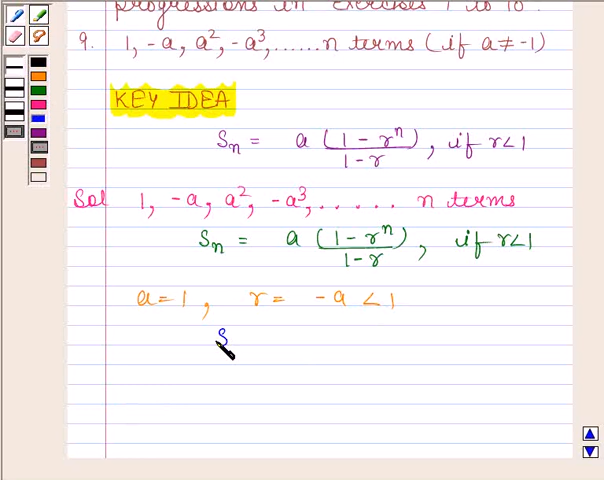 progressions in exercises 1 to 10.
9. 1, -a, a², -a³, ......n terms (if a ≠ -1)
KEY IDEA
Sn = a (1 - rⁿ) / 1 - r , if r < 1
Sol 1, -a, a², -a³, . . . . . n terms
Sn = a (1 - rⁿ) / 1 - r , if r < 1
a = 1, r = -a < 1
S